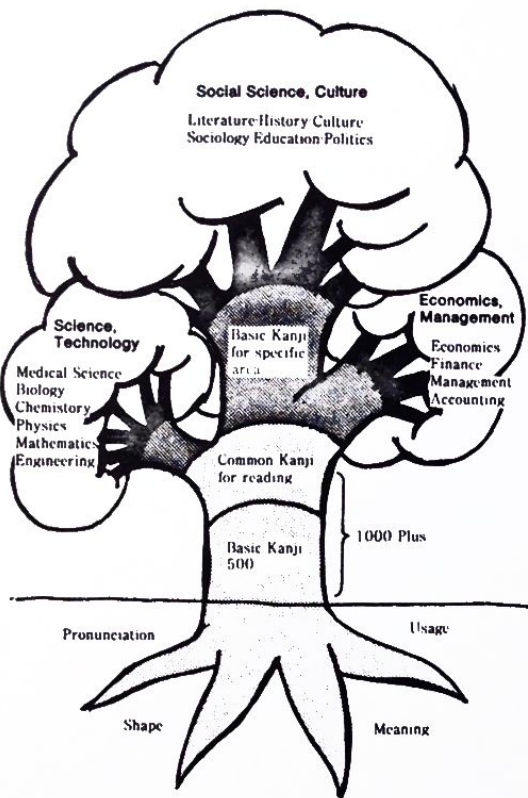 Social Science, Culture
Literature·History·Culture
Sociology·Education·Politics
Science,
Technology
Medical Science
Biology
Chemistory
Physics
Mathematics
Engineering
Economics,
Management
Economics
Finance
Management
Accounting
Basic Kanji
for specific
area
Common Kanji
for reading
Basic Kanji
500
1000 Plus
Pronunciation
Usage
Shape
Meaning